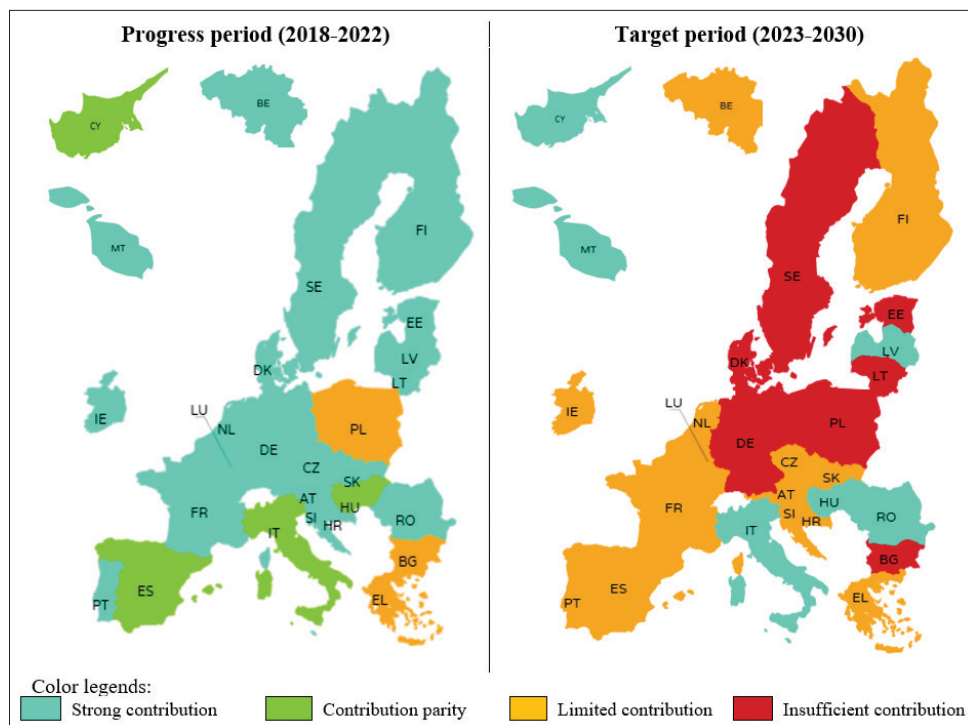 Progress period (2018-2022)
CY
BE
MT
FI
SE
EE
LV
DK
LT
IE
LU
NL
PL
DE
CZ
SK
FR
AT
HU
SI
HR
RO
IT
BG
ES
PT
EL
Target period (2023-2030)
CY
BE
MT
FI
SE
EE
LV
DK
LT
IE
LU
NL
PL
DE
CZ
SK
FR
AT
HU
SI
HR
RO
IT
BG
ES
PT
EL
Color legends:
Strong contribution
Contribution parity
Limited contribution
Insufficient contribution